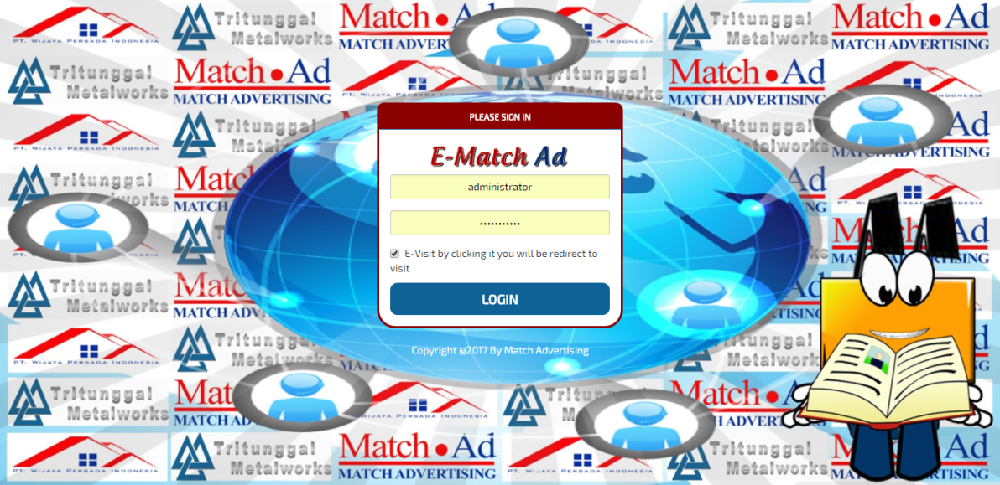 PT. WIJAYA PERSADA INDONESIA
Tritunggal
Metalworks
Match Ad
MATCH ADVERTISING
PLEASE SIGN IN
E-Match Ad
administrator
•••••••••••
E-Visit by clicking it you will be redirect to
visit
LOGIN
Copyright @2017 By Match Advertising